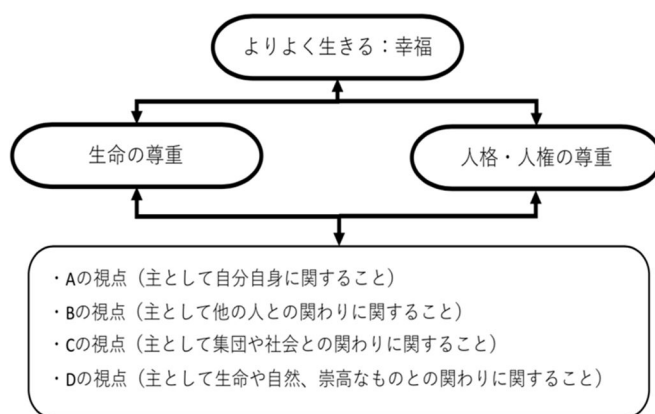 よりよく生きる：幸福
生命の尊重
人格・人権の尊重
・Aの視点（主として自分自身に関すること）
・Bの視点（主として他の人との関わりに関すること）
・Cの視点（主として集団や社会との関わりに関すること）
・Dの視点（主として生命や自然、崇高なものとの関わりに関すること）